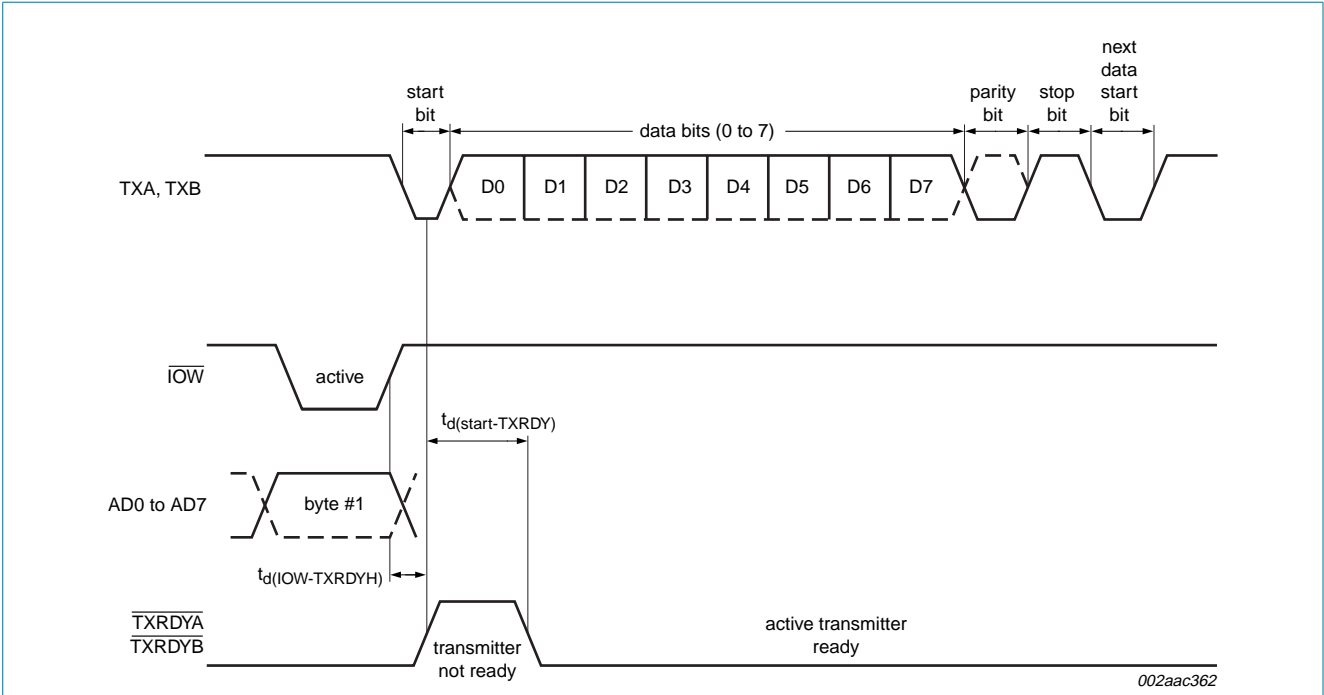 start
bit
data bits (0 to 7)
parity
bit
stop
bit
next
data
start
bit
TXA, TXB
D0 D1 D2 D3 D4 D5 D6 D7
IOW
active
td(start-TXRDY)
AD0 to AD7
byte #1
td(IOW-TXRDYH)
TXRDYA
TXRDYB
transmitter
not ready
active transmitter
ready
002aac362